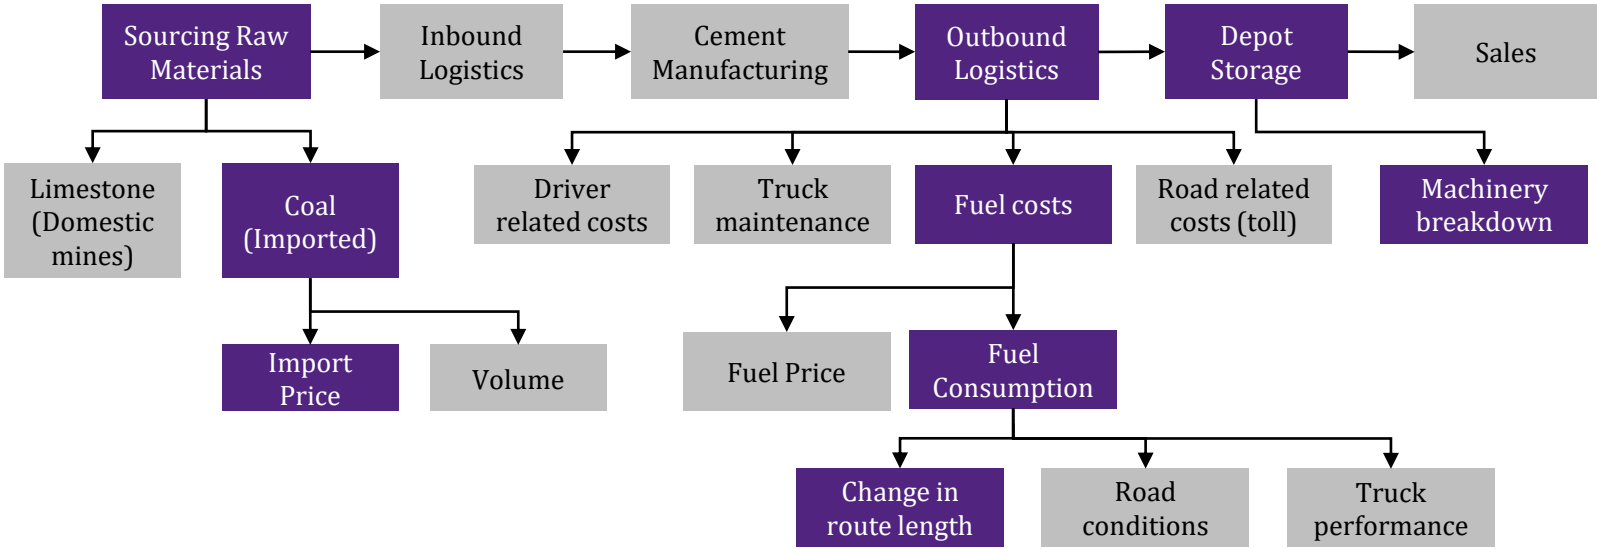 Sourcing Raw
Materials
Inbound
Logistics
Cement
Manufacturing
Outbound
Logistics
Depot
Storage
Sales
Limestone
(Domestic
mines)
Coal
(Imported)
Driver
related costs
Truck
maintenance
Fuel costs
Road related
costs (toll)
Machinery
breakdown
Import
Price
Volume
Fuel Price
Fuel
Consumption
Change in
route length
Road
conditions
Truck
performance